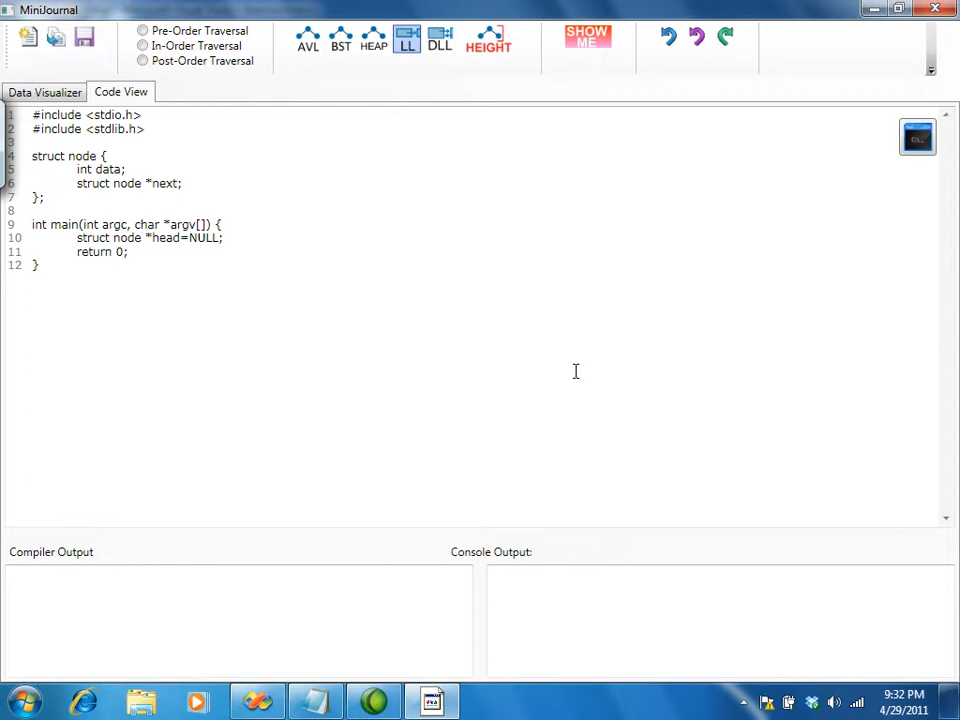 MiniJournal
Pre-Order Traversal
In-Order Traversal
Post-Order Traversal
AVL BST HEAP LL DLL HEIGHT
SHOW ME
Data Visualizer Code View
1 #include <stdio.h>
2 #include <stdlib.h>
3
4 struct node {
5 int data;
6 struct node *next;
7 };
8
9 int main(int argc, char *argv[]) {
10 struct node *head=NULL;
11 return 0;
12 }
Compiler Output Console Output:
9:32 PM
4/29/2011